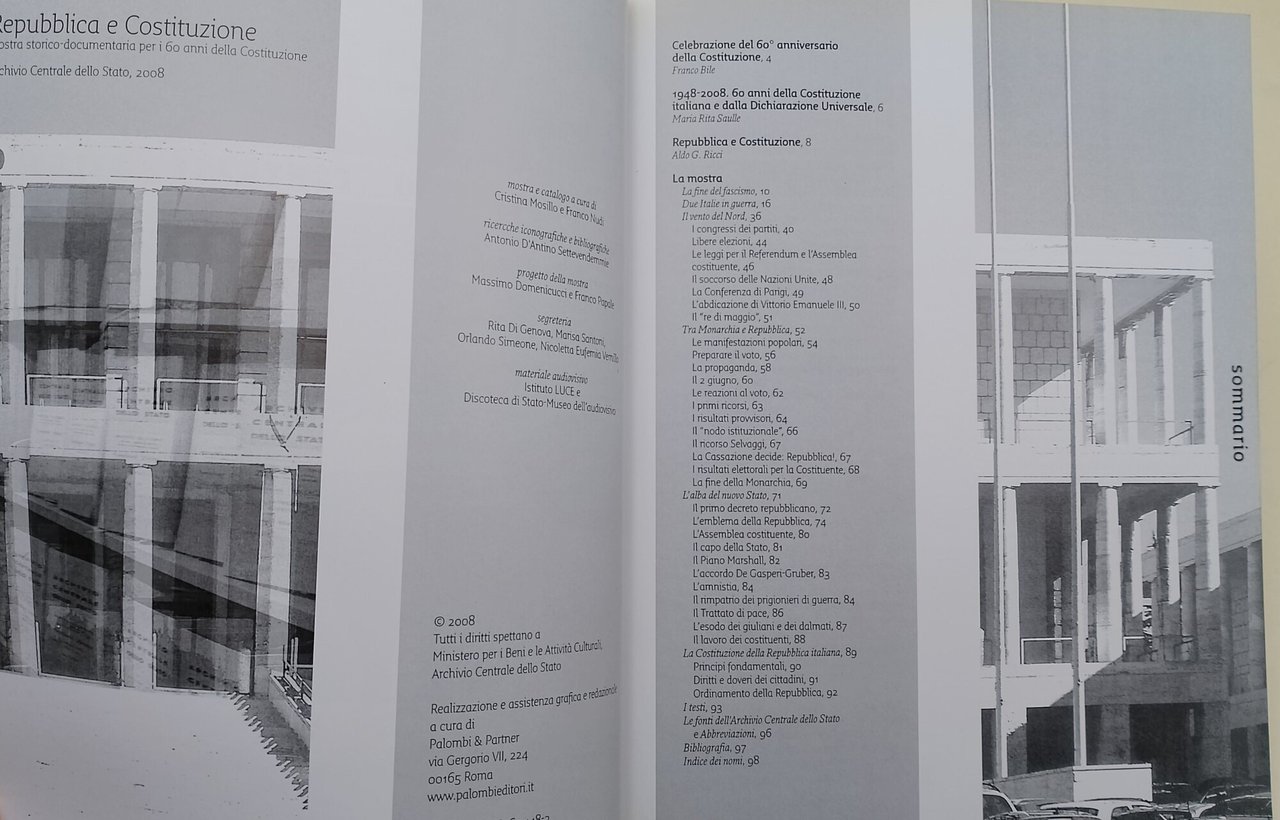 Repubblica e Costituzione
ostra storico-documentaria per i 60 anni della Costituzione
chivio Centrale dello Stato, 2008
mostra e catalogo a cura di
Cristina Mosillo e Franco Nudi
ricercche iconografiche e bibliografiche
Antonio D'Antino Settevendemmie
progetto della mostra
Massimo Domenicucci e Franco Papale
segreteria
Rita Di Genova, Marisa Santoni,
Orlando Simeone, Nicoletta Eufemia
materiale audiovisivo
Istituto LUCE e
Discoteca di Stato-Museo dell'audiovisivo
© 2008
Tutti i diritti spettano a
Ministero per i Beni e le Attività Culturali,
Archivio Centrale dello Stato
Realizzazione e assistenza grafica e redazionale
a cura di
Palombi & Partner
via Gergorio VII, 224
00165 Roma
www.palombieditori.it
Celebrazione del 60° anniversario
della Costituzione, 4
Franco Bile
1948-2008. 60 anni della Costituzione
italiana e dalla Dichiarazione Universale, 6
Maria Rita Saulle
Repubblica e Costituzione, 8
Aldo G. Ricci
La mostra
La fine del fascismo, 10
Due Italie in guerra, 16
Il vento del Nord, 36
I congressi dei partiti, 40
Libere elezioni, 44
Le leggi per il Referendum e l'Assemblea
costituente, 46
Il soccorso delle Nazioni Unite, 48
La Conferenza di Parigi, 49
L'abdicazione di Vittorio Emanuele III, 50
Il "re di maggio", 51
Tra Monarchia e Repubblica, 52
Le manifestazioni popolari, 54
Preparare il voto, 56
La propaganda, 58
Il 2 giugno, 60
Le reazioni al voto, 62
I primi ricorsi, 63
I risultati provvisori, 64
Il "nodo istituzionale", 66
Il ricorso Selvaggi, 67
La Cassazione decide: Repubblica!, 67
I risultati elettorali per la Costituente, 68
La fine della Monarchia, 69
L'alba del nuovo Stato, 71
Il primo decreto repubblicano, 72
L'emblema della Repubblica, 74
L'Assemblea costituente, 80
Il capo della Stato, 81
Il Piano Marshall, 82
L'accordo De Gasperi-Gruber, 83
L'amnistia, 84
Il rimpatrio dei prigionieri di guerra, 84
Il Trattato di pace, 86
L'esodo dei giuliani e dei dalmati, 87
Il lavoro dei costituenti, 88
La Costituzione della Repubblica italiana, 89
Principi fondamentali, 90
Diritti e doveri dei cittadini, 91
Ordinamento della Repubblica, 92
I testi, 93
Le fonti dell'Archivio Centrale dello Stato
e Abbreviazioni, 96
Bibliografia, 97
Indice dei nomi, 98
sommario